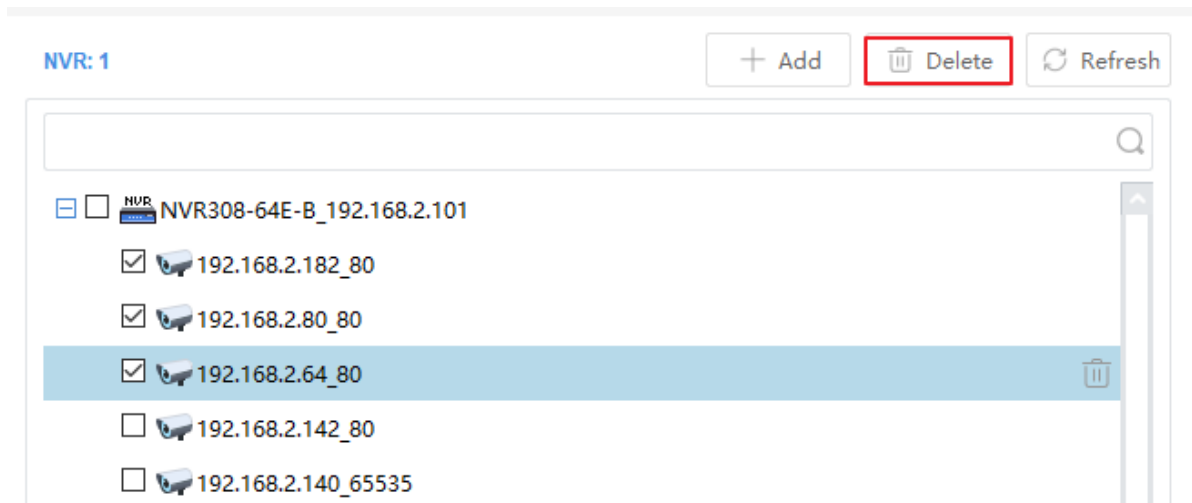 NVR: 1
Add
Delete
Refresh
NVR NVR308-64E-B_192.168.2.101
192.168.2.182_80
192.168.2.80_80
192.168.2.64_80
192.168.2.142_80
192.168.2.140_65535